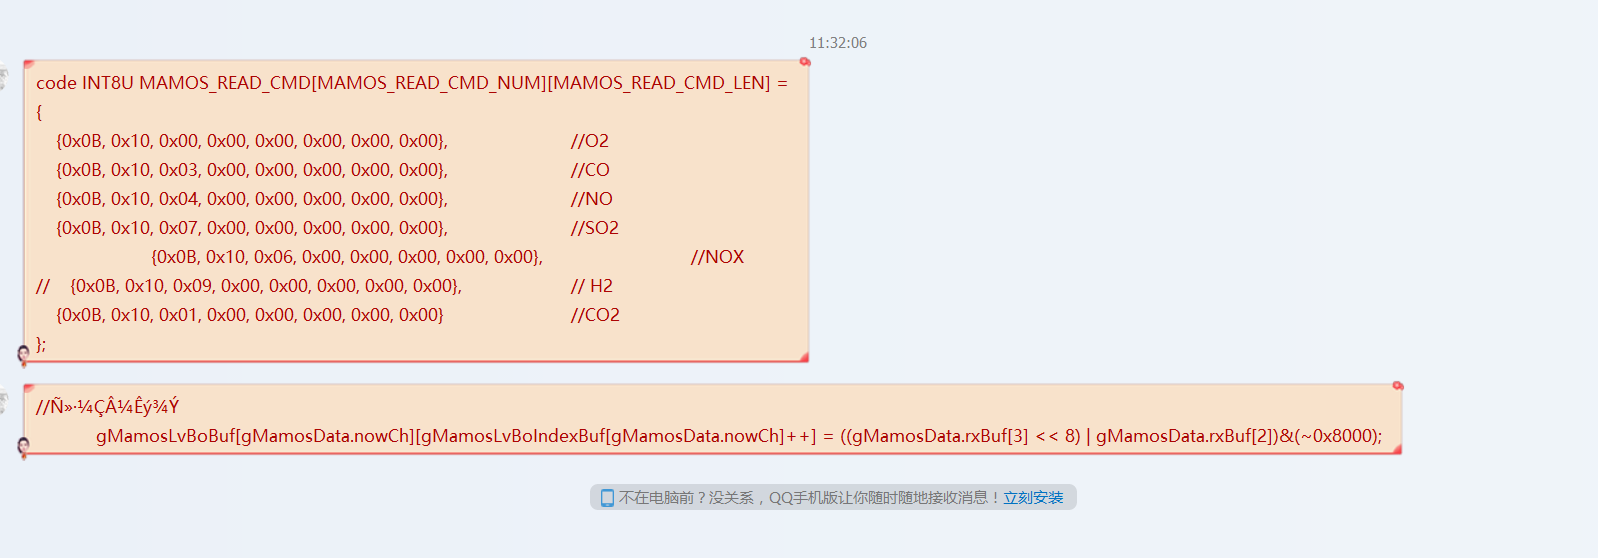 11:32:06
code INT8U MAMOS_READ_CMD[MAMOS_READ_CMD_NUM][MAMOS_READ_CMD_LEN] =
{
{0x0B, 0x10, 0x00, 0x00, 0x00, 0x00, 0x00, 0x00}, //O2
{0x0B, 0x10, 0x03, 0x00, 0x00, 0x00, 0x00, 0x00}, //CO
{0x0B, 0x10, 0x04, 0x00, 0x00, 0x00, 0x00, 0x00}, //NO
{0x0B, 0x10, 0x07, 0x00, 0x00, 0x00, 0x00, 0x00}, //SO2
{0x0B, 0x10, 0x06, 0x00, 0x00, 0x00, 0x00, 0x00}, //NOX
// {0x0B, 0x10, 0x09, 0x00, 0x00, 0x00, 0x00, 0x00}, // H2
{0x0B, 0x10, 0x01, 0x00, 0x00, 0x00, 0x00, 0x00} //CO2
};
//Ñ»·¼ÇÂ¼Êý¾Ý
gMamosLvBoBuf[gMamosData.nowCh][gMamosLvBoIndexBuf[gMamosData.nowCh]++] = ((gMamosData.rxBuf[3] << 8) | gMamosData.rxBuf[2])&(~0x8000);
不在电脑前？没关系，QQ手机版让你随时随地接收消息！立刻安装